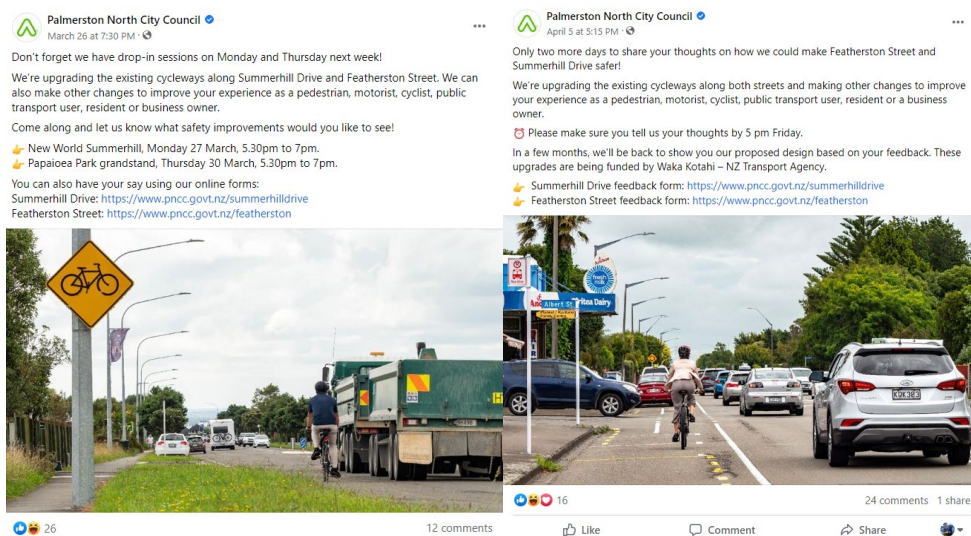 Palmerston North City Council
March 26 at 7:30 PM ·
Don't forget we have drop-in sessions on Monday and Thursday next week!
We're upgrading the existing cycleways along Summerhill Drive and Featherston Street. We can
also make other changes to improve your experience as a pedestrian, motorist, cyclist, public
transport user, resident or business owner.
Come along and let us know what safety improvements would you like to see!
👉 New World Summerhill, Monday 27 March, 5.30pm to 7pm.
👉 Papaioea Park grandstand, Thursday 30 March, 5.30pm to 7pm.
You can also have your say using our online forms:
Summerhill Drive: https://www.pncc.govt.nz/summerhilldrive
Featherston Street: https://www.pncc.govt.nz/featherston
26
12 comments
Palmerston North City Council
April 5 at 5:15 PM ·
Only two more days to share your thoughts on how we could make Featherston Street and
Summerhill Drive safer!
We're upgrading the existing cycleways along both streets and making other changes to improve
your experience as a pedestrian, motorist, cyclist, public transport user, resident or a business
owner.
⏰ Please make sure you tell us your thoughts by 5 pm Friday.
In a few months, we'll be back to show you our proposed design based on your feedback. These
upgrades are being funded by Waka Kotahi – NZ Transport Agency.
👉 Summerhill Drive feedback form: https://www.pncc.govt.nz/summerhilldrive
👉 Featherston Street feedback form: https://www.pncc.govt.nz/featherston
fresh
milk
Dairy
Albert St
16
24 comments 1 share
Like
Comment
Share